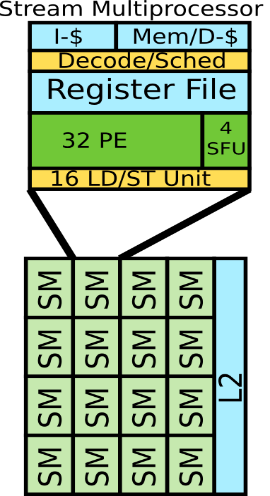 Stream Multiprocessor
I-$ Mem/D-$
Decode/Sched
Register File
32 PE 4 SFU
16 LD/ST Unit
SM SM SM SM
SM SM SM SM
SM SM SM SM
SM SM SM SM
L2